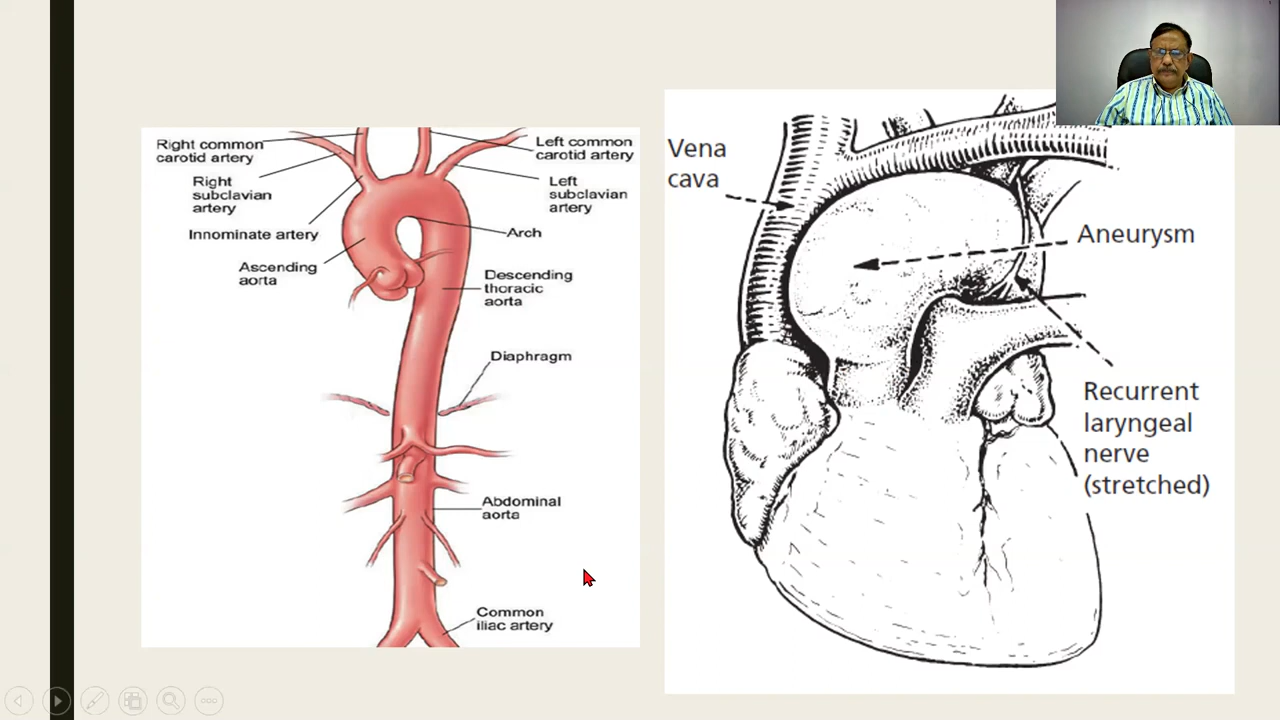 Right common
carotid artery
Right
subclavian
artery
Innominate artery
Ascending
aorta
Left common
carotid artery
Left
subclavian
artery
Arch
Descending
thoracic
aorta
Diaphragm
Abdominal
aorta
Common
iliac artery
Vena
cava
Aneurysm
Recurrent
laryngeal
nerve
(stretched)